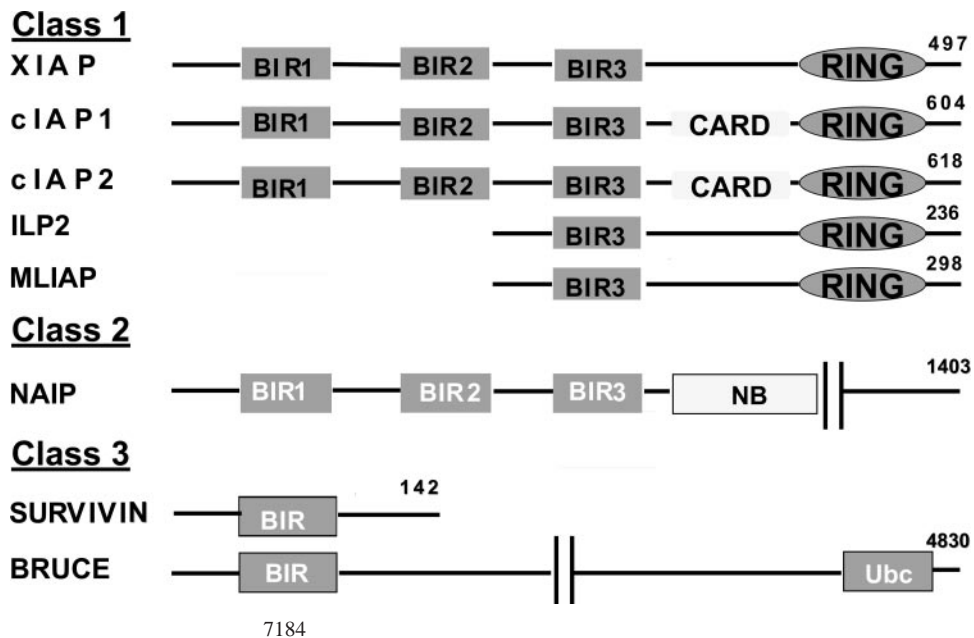 Class 1
XIAP BIR1 BIR2 BIR3 RING 497
cIAP1 BIR1 BIR2 BIR3 CARD RING 604
cIAP2 BIR1 BIR2 BIR3 CARD RING 618
ILP2 BIR3 RING 236
MLIAP BIR3 RING 298
Class 2
NAIP BIR1 BIR2 BIR3 NB 1403
Class 3
SURVIVIN BIR 142
BRUCE BIR Ubc 4830
7184